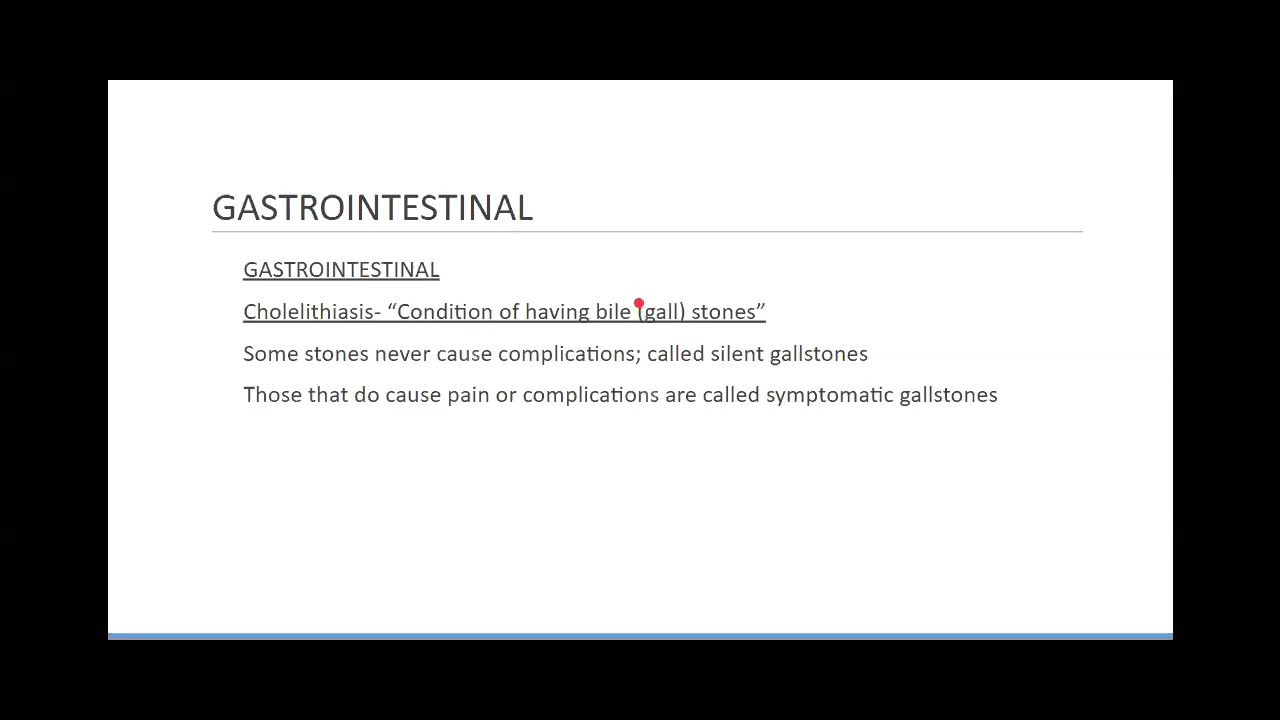 GASTROINTESTINAL
GASTROINTESTINAL
Cholelithiasis- “Condition of having bile (gall) stones”
Some stones never cause complications; called silent gallstones
Those that do cause pain or complications are called symptomatic gallstones